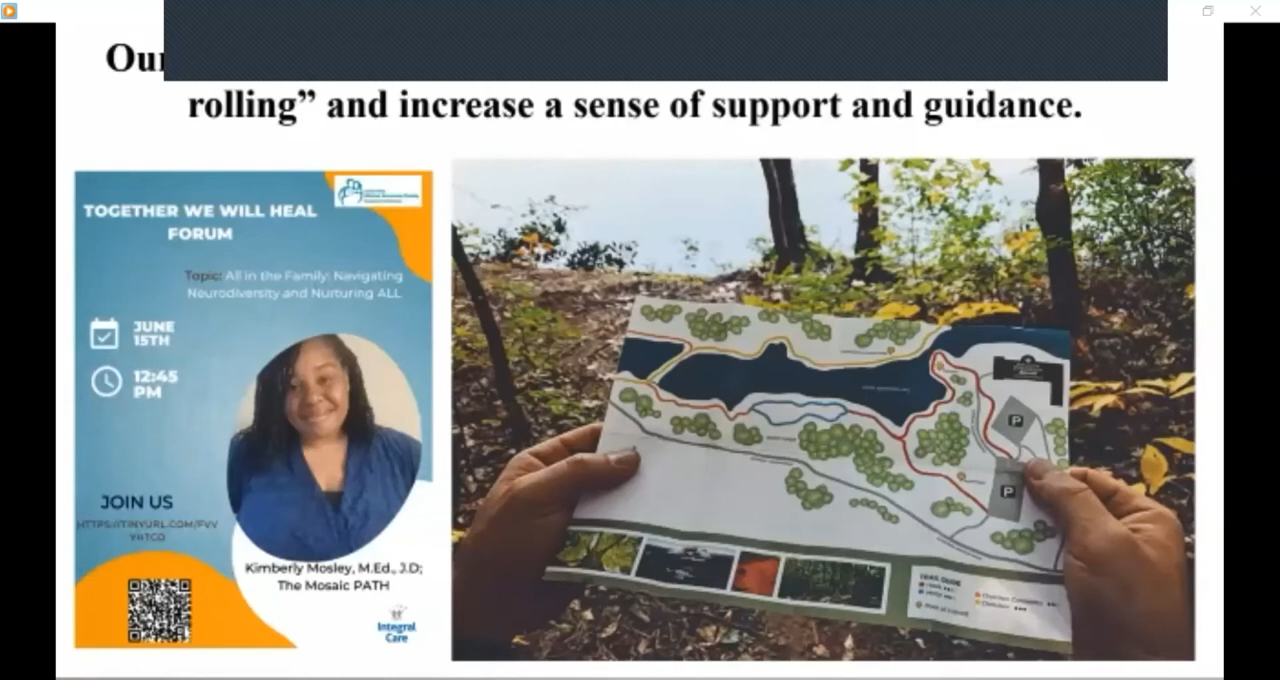 Our
rolling” and increase a sense of support and guidance.
TOGETHER WE WILL HEAL
FORUM
Topic: All in the Family: Navigating
Neurodiversity and Nurturing ALL
JUNE
15TH
12:45
PM
JOIN US
Kimberly Mosley, M.Ed., J.D;
The Mosaic PATH
Integral
Care
P
P
TRAIL GUIDE